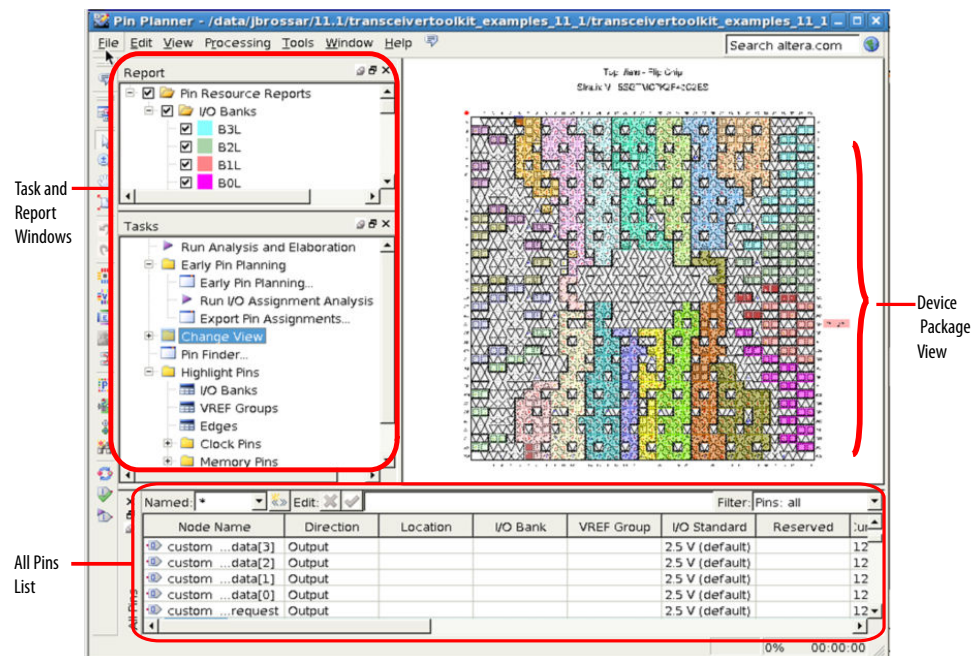 Pin Planner - /data/jbrossar/11.1/transceivertoolkit_examples_11_1/transceivertoolkit_examples_11_1
File Edit View Processing Tools Window Help
Search altera.com
Report
Pin Resource Reports
I/O Banks
B3L
B2L
B1L
B0L
Task and
Report
Windows
Tasks
Run Analysis and Elaboration
Early Pin Planning
Early Pin Planning...
Run I/O Assignment Analysis
Export Pin Assignments...
Change View
Pin Finder...
Highlight Pins
I/O Banks
VREF Groups
Edges
Clock Pins
Memory Pins
Top View - Flip Chip
Device
Package
View
All Pins
List
All Pins
Named: * Edit: Filter: Pins: all
Node Name Direction Location I/O Bank VREF Group I/O Standard Reserved
custom ...data[3] Output 2.5 V (default) 12
custom ...data[2] Output 2.5 V (default) 12
custom ...data[1] Output 2.5 V (default) 12
custom ...data[0] Output 2.5 V (default) 12
custom ...request Output 2.5 V (default) 12
0% 00:00:00